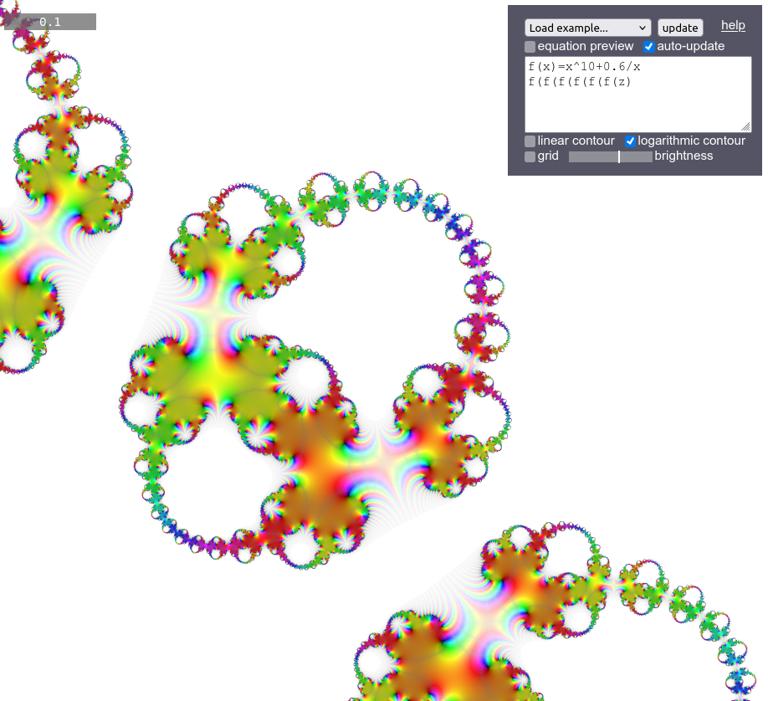 0.1
Load example...
update
help
equation preview
auto-update
f(x)=x^10+0.6/x
f(f(f(f(f(f(z)
linear contour
logarithmic contour
grid
brightness